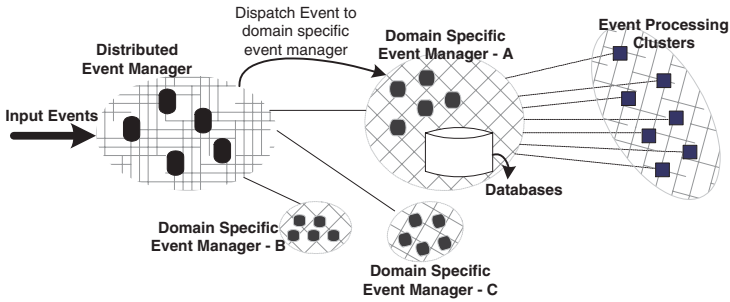 Dispatch Event to
domain specific
event manager
Distributed
Event Manager
Input Events
Domain Specific
Event Manager - A
Event Processing
Clusters
Databases
Domain Specific
Event Manager - B
Domain Specific
Event Manager - C